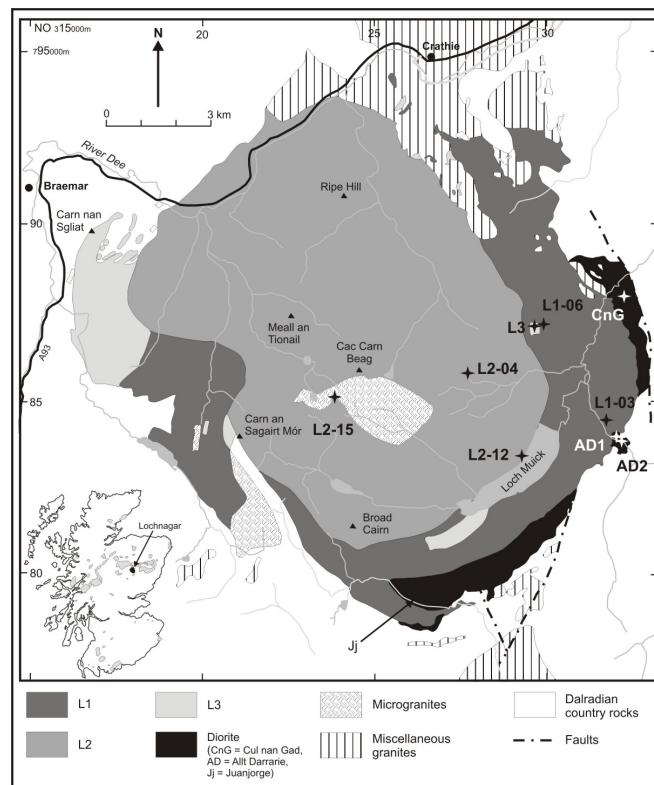 NO 315000m
20
25
30
795000m
N
Crathie
0
3 km
River Dee
Braemar
Ripe Hill
90
Carn nan
Sgliat
L1-06
CnG
L3
Meall an
Tionail
Cac Carn
Beag
L2-04
A93
85
L1-03
L2-15
Carn an
Sagairt Mór
AD1
L2-12
Loch Muick
AD2
Lochnagar
Broad
Cairn
80
Jj
L1
L3
Microgranites
Dalradian
country rocks
L2
Diorite
(CnG = Cul nan Gad,
AD = Allt Darrarie,
Jj = Juanjorge)
Miscellaneous
granites
Faults